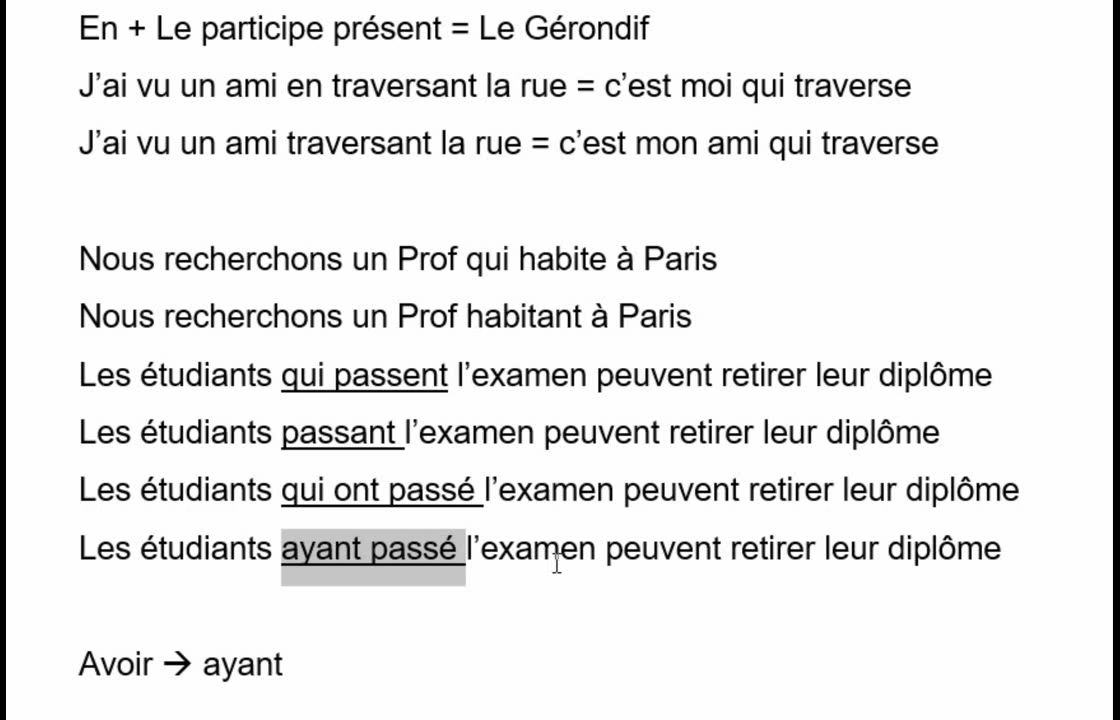 En + Le participe présent = Le Gérondif
J’ai vu un ami en traversant la rue = c’est moi qui traverse
J’ai vu un ami traversant la rue = c’est mon ami qui traverse
Nous recherchons un Prof qui habite à Paris
Nous recherchons un Prof habitant à Paris
Les étudiants qui passent l’examen peuvent retirer leur diplôme
Les étudiants passant l’examen peuvent retirer leur diplôme
Les étudiants qui ont passé l’examen peuvent retirer leur diplôme
Les étudiants ayant passé l’examen peuvent retirer leur diplôme
Avoir → ayant